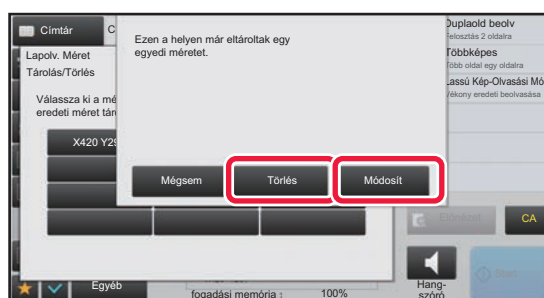 Címtár
C
Duplaold beolv
Felosztás 2 oldalra
Ezen a helyen már eltároltak egy
egyedi méretet.
Lapolv. Méret
Tárolás/Törlés
Többképes
Több oldal egy oldalra
Lassú Kép-Olvasási Mó
Vékony eredeti beolvasása
Válassza ki a mé
eredeti méret tár
X420 Y29
Mégsem
Törlés
Módosít
Előnézet
CA
Start
Egyéb
fogadási memória :
100%
Hang-
szóró